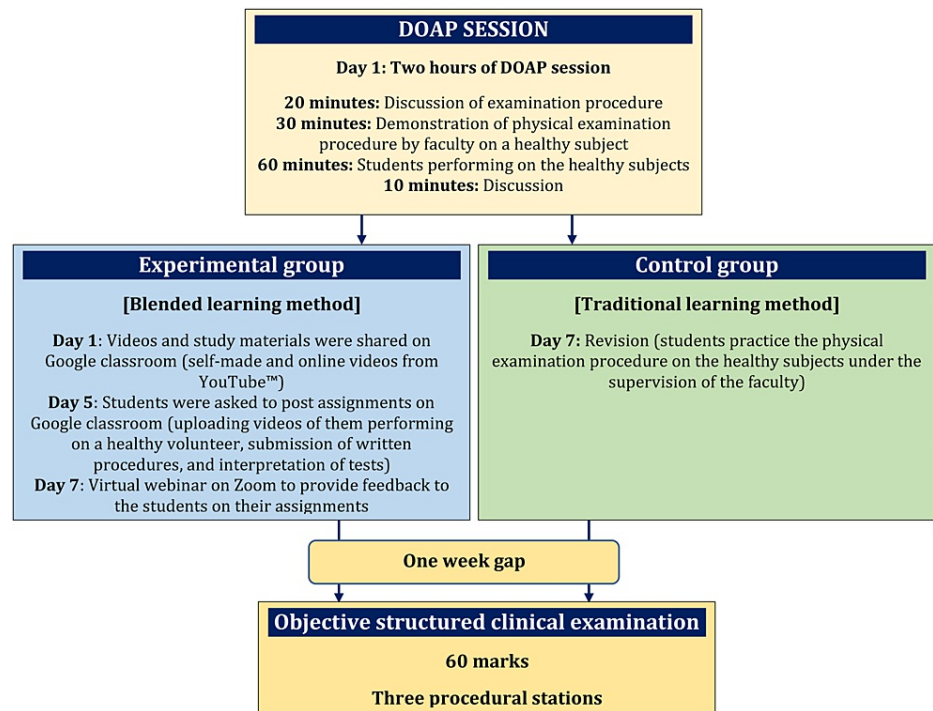 DOAP SESSION
Day 1: Two hours of DOAP session
20 minutes: Discussion of examination procedure
30 minutes: Demonstration of physical examination
procedure by faculty on a healthy subject
60 minutes: Students performing on the healthy subjects
10 minutes: Discussion
Experimental group
[Blended learning method]
Day 1: Videos and study materials were shared on
Google classroom (self-made and online videos from
YouTube™)
Day 5: Students were asked to post assignments on
Google classroom (uploading videos of them performing
on a healthy volunteer, submission of written
procedures, and interpretation of tests)
Day 7: Virtual webinar on Zoom to provide feedback to
the students on their assignments
Control group
[Traditional learning method]
Day 7: Revision (students practice the physical
examination procedure on the healthy subjects under the
supervision of the faculty)
One week gap
Objective structured clinical examination
60 marks
Three procedural stations